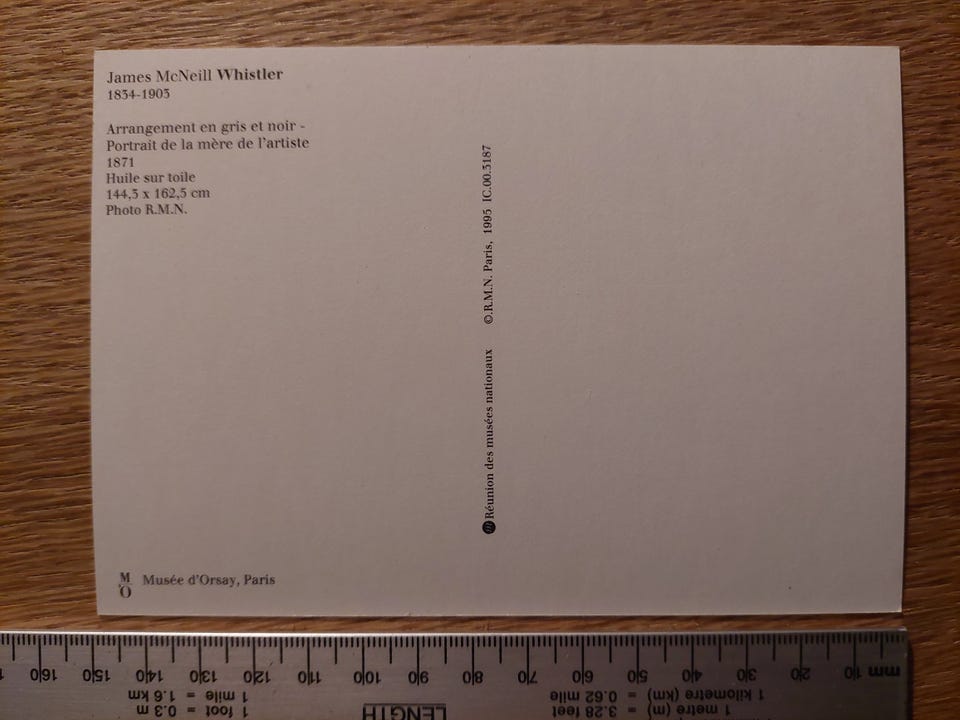 James McNeill Whistler
1834-1903
Arrangement en gris et noir -
Portrait de la mère de l'artiste
1871
Huile sur toile
144,3 x 162,5 cm
Photo R.M.N.
Réunion des musées nationaux ©.R.M.N. Paris, 1995 IC.00.3187
M
'O
Musée d'Orsay, Paris
160 150 140 130 120 110 100 90 80 70 60 50 40 30 20 10 mm
1 mile = 1.6 km
1 foot = 0.3 m
LENGTH
1 kilometre (km) = 0.62 mile
1 metre (m) = 3.28 feet